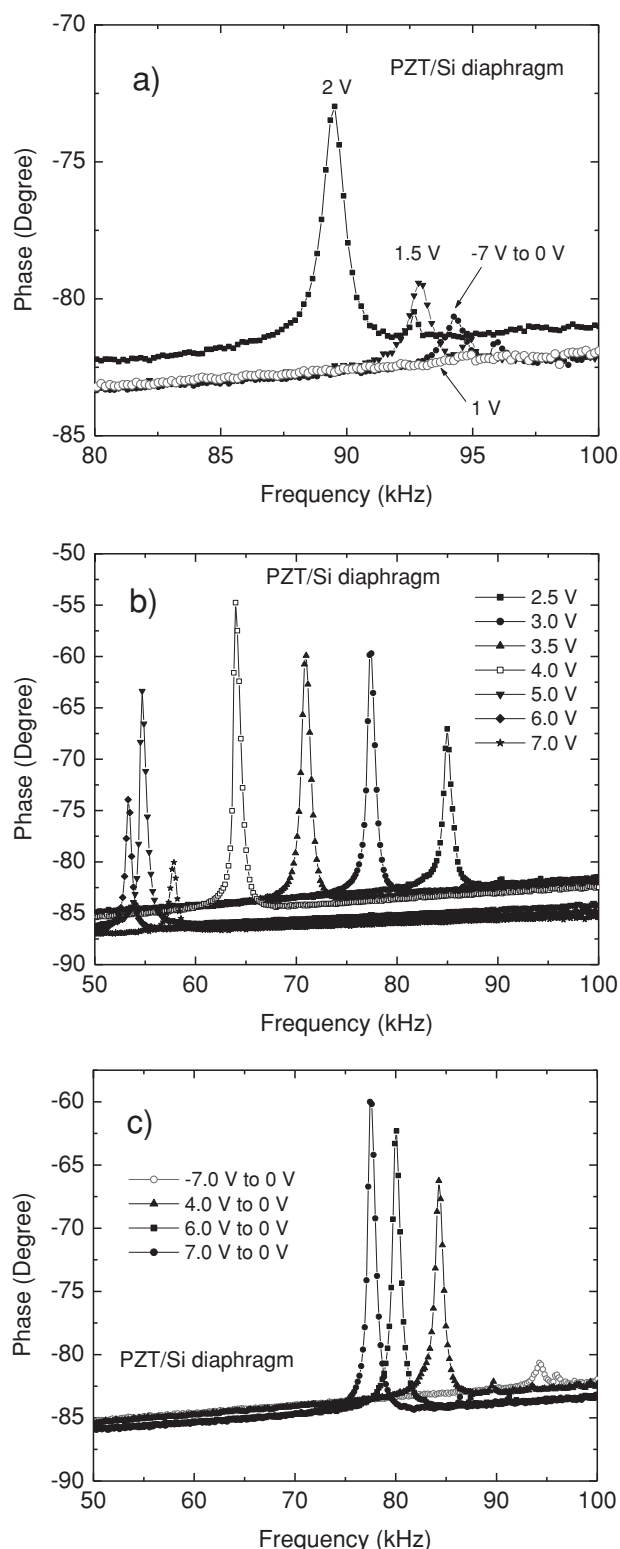 -70
a)
PZT/Si diaphragm
2 V
-75
Phase (Degree)
1.5 V
-7 V to 0 V
-80
1 V
-85
80 85 90 95 100
Frequency (kHz)
-50
PZT/Si diaphragm
b)
-55
2.5 V
3.0 V
-60
3.5 V
4.0 V
-65
5.0 V
6.0 V
-70
7.0 V
Phase (Degree)
-75
-80
-85
-90
50 60 70 80 90 100
Frequency (kHz)
-60
c)
-65
-7.0 V to 0 V
4.0 V to 0 V
-70
6.0 V to 0 V
7.0 V to 0 V
Phase (Degree)
-75
-80
PZT/Si diaphragm
-85
-90
50 60 70 80 90 100
Frequency (kHz)